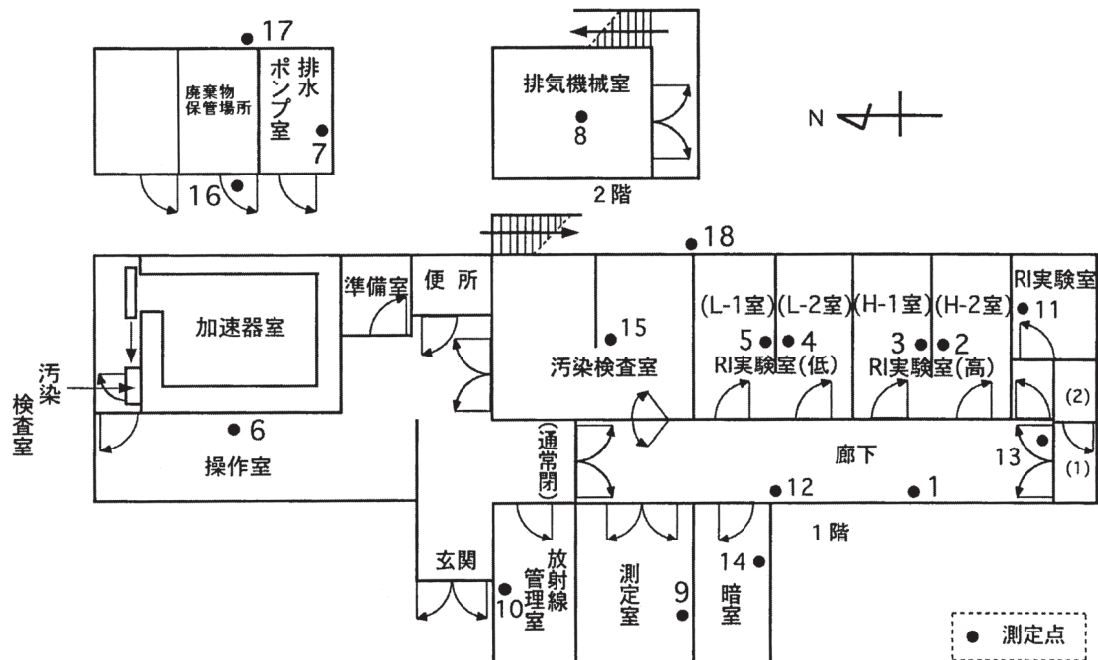 17
排水
ポンプ室
廃棄物
保管場所
7
16
排気機械室
8
2階
N
18
準備室
便 所
加速器室
汚染
検査室
6
操作室
15
汚染検査室
(L-1室)
(L-2室)
(H-1室)
(H-2室)
RI実験室
11
5
4
3
2
RI実験室(低)
RI実験室(高)
(2)
(1)
(通常閉)
廊下
13
12
1
1階
玄関
10
放射線
管理室
測定室
9
14
暗室
測定点